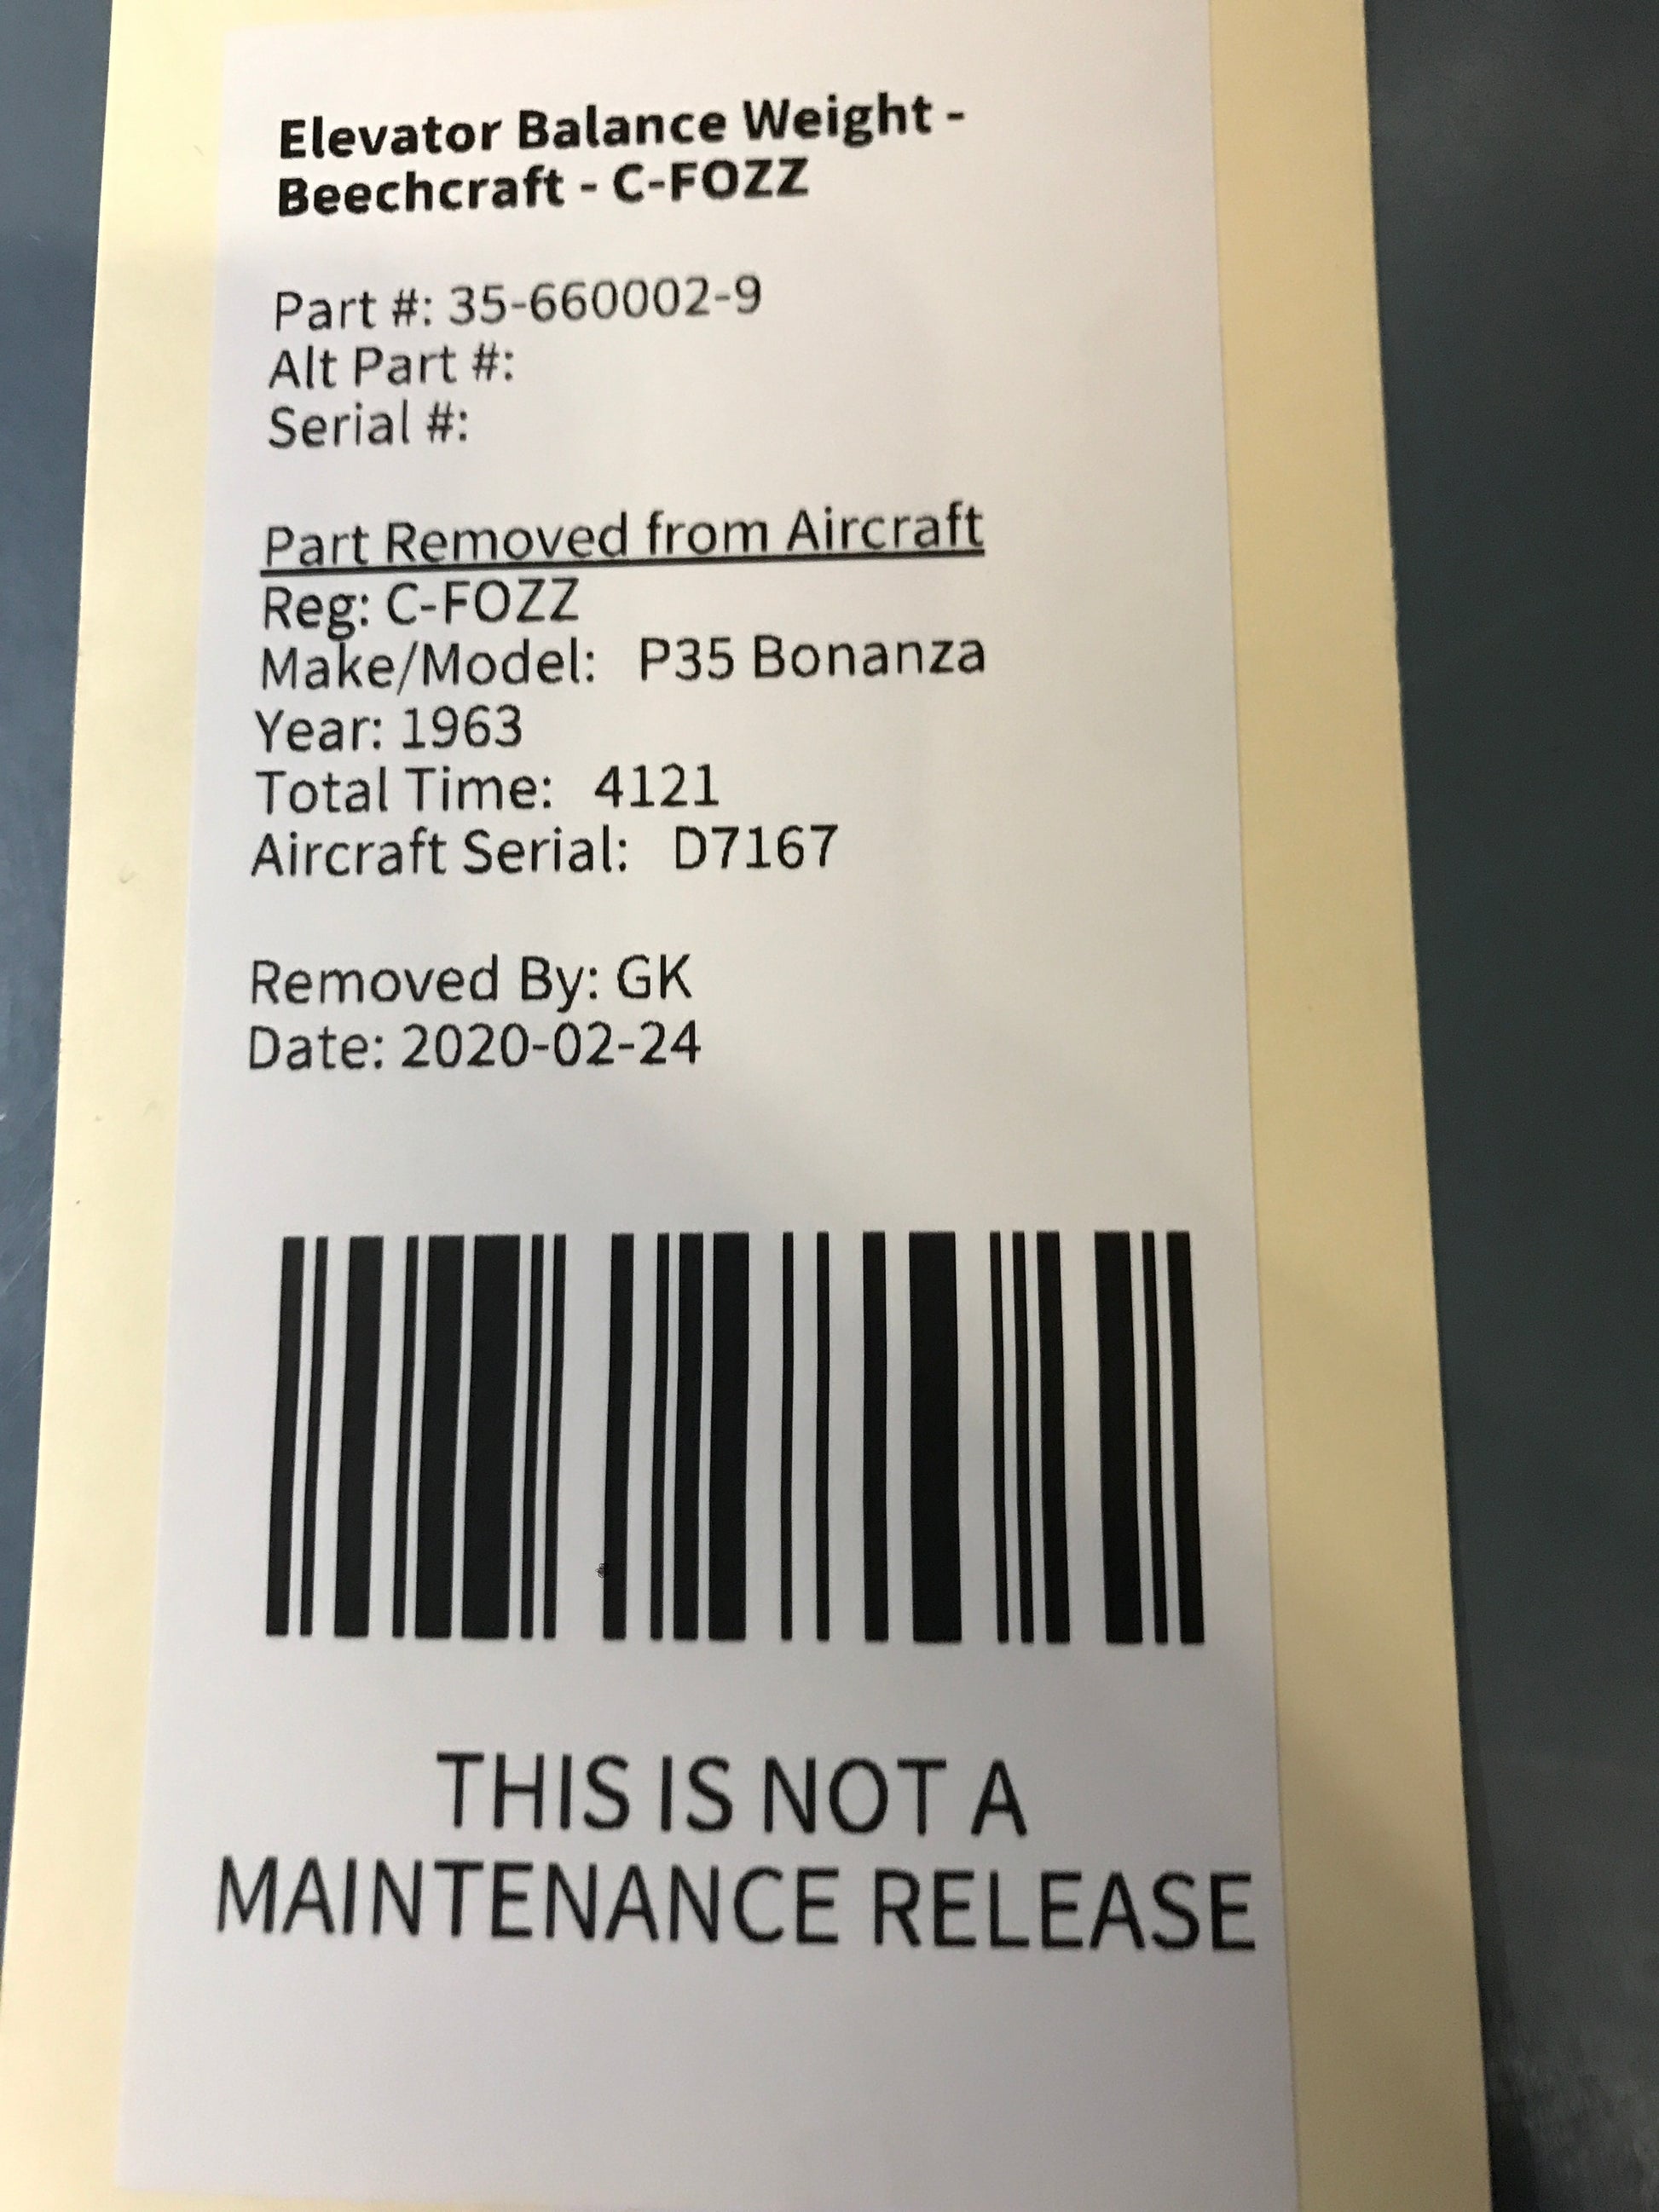 Elevator Balance Weight -
Beechcraft - C-FOZZ
Part #: 35-660002-9
Alt Part #:
Serial #:
Part Removed from Aircraft
Reg: C-FOZZ
Make/Model: P35 Bonanza
Year: 1963
Total Time: 4121
Aircraft Serial: D7167
Removed By: GK
Date: 2020-02-24
THIS IS NOT A
MAINTENANCE RELEASE